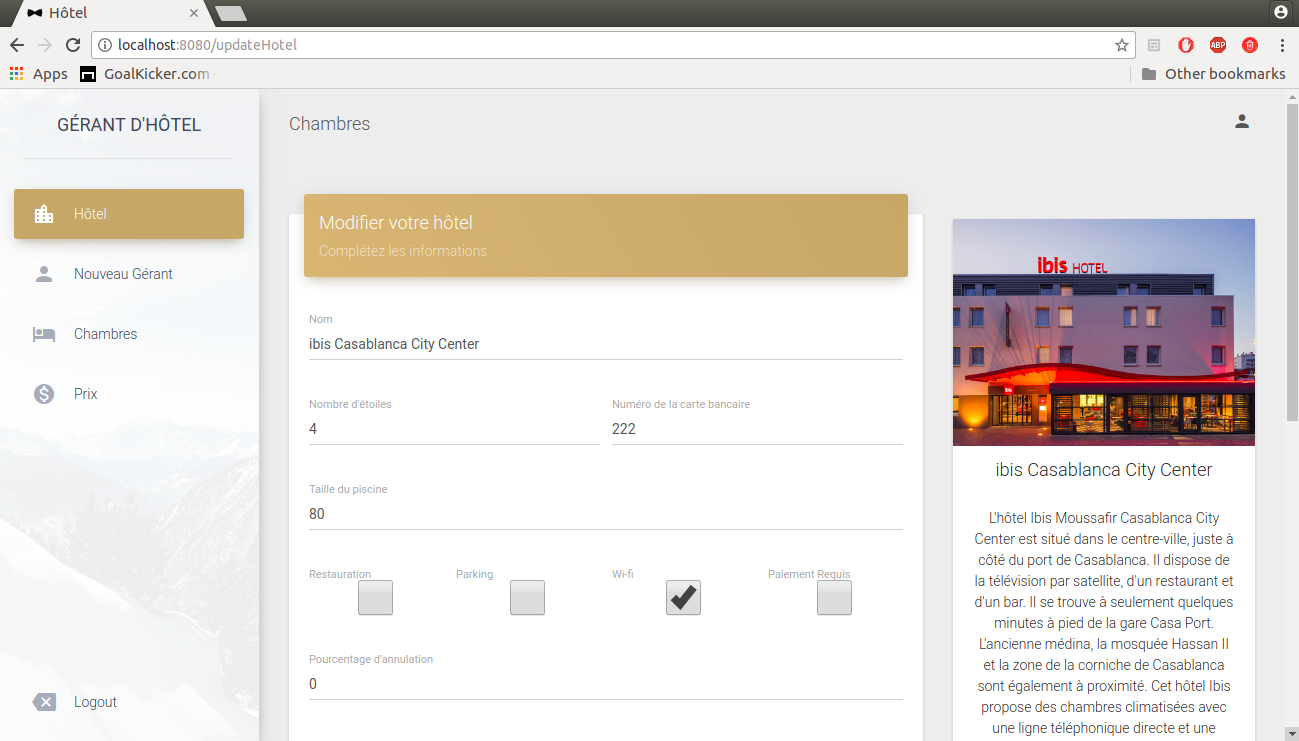 Hôtel
localhost:8080/updateHotel
ABP
Apps
GoalKicker.com
Other bookmarks
GÉRANT D'HÔTEL
Hôtel
Nouveau Gérant
Chambres
Prix
Logout
Chambres
Modifier votre hôtel
Complétez les informations
Nom
ibis Casablanca City Center
Nombre d'étoiles
Numéro de la carte bancaire
4
222
Taille du piscine
80
Restauration
Parking
Wi-fi
Paiement Requis
Pourcentage d'annulation
0
ibis HOTEL
ibis
ibis Casablanca City Center
L'hôtel Ibis Moussafir Casablanca City
Center est situé dans le centre-ville, juste à
côté du port de Casablanca. Il dispose de
la télévision par satellite, d'un restaurant et
d'un bar. Il se trouve à seulement quelques
minutes à pied de la gare Casa Port.
L'ancienne médina, la mosquée Hassan II
et la zone de la corniche de Casablanca
sont également à proximité. Cet hôtel Ibis
propose des chambres climatisées avec
une ligne téléphonique directe et une